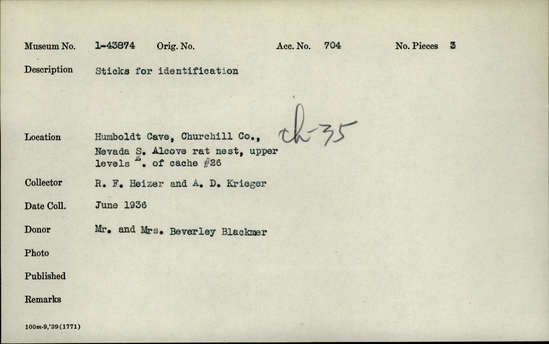 Museum No. 1-43874 Orig. No. Acc. No. 704 No. Pieces 3
Description Sticks for identification
Location Humboldt Cave, Churchill Co., ch-35
Nevada S. Alcove rat nest, upper
levels E. of cache #26
Collector R. F. Heizer and A. D. Krieger
Date Coll. June 1936
Donor Mr. and Mrs. Beverley Blackmer
Photo
Published
Remarks
100m-9,'39(1771)